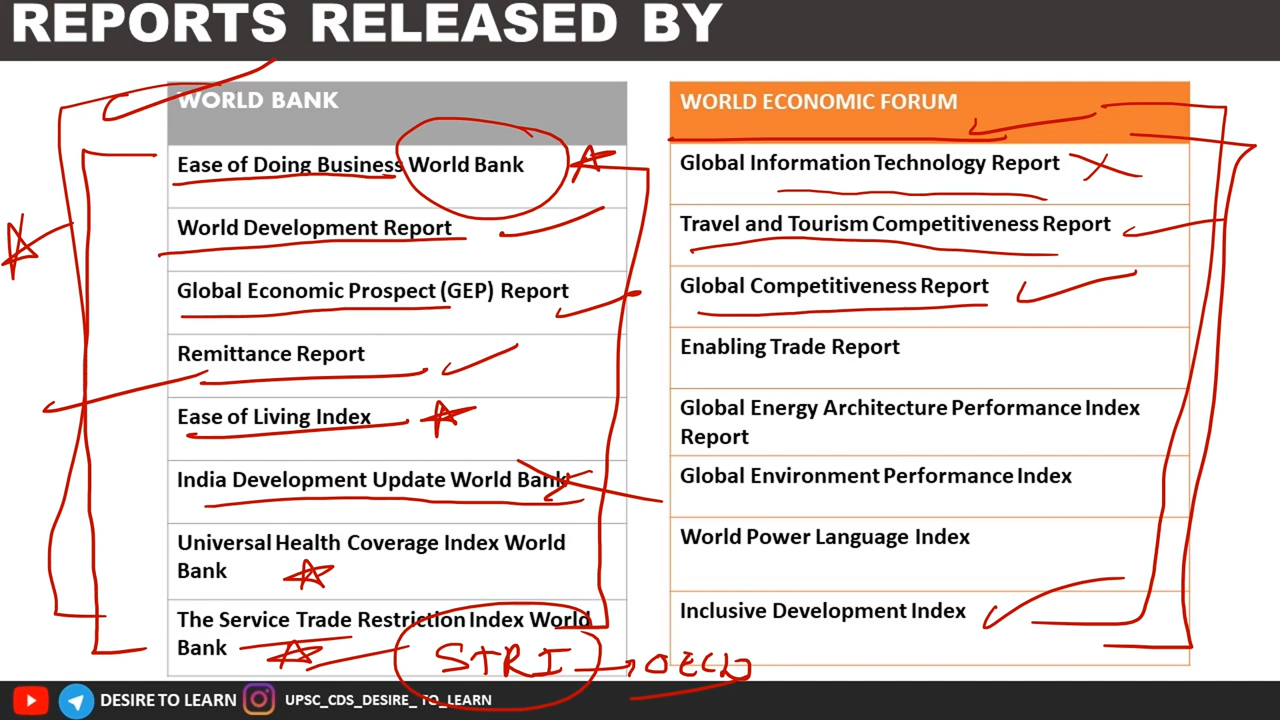 REPORTS RELEASED BY
WORLD BANK
Ease of Doing Business World Bank
World Development Report
Global Economic Prospect (GEP) Report
Remittance Report
Ease of Living Index
India Development Update World Bank
Universal Health Coverage Index World
Bank
The Service Trade Restriction Index World
Bank
STRI → OECD
WORLD ECONOMIC FORUM
Global Information Technology Report
Travel and Tourism Competitiveness Report
Global Competitiveness Report
Enabling Trade Report
Global Energy Architecture Performance Index
Report
Global Environment Performance Index
World Power Language Index
Inclusive Development Index
DESIRE TO LEARN
UPSC_CDS_DESIRE_ TO_LEARN